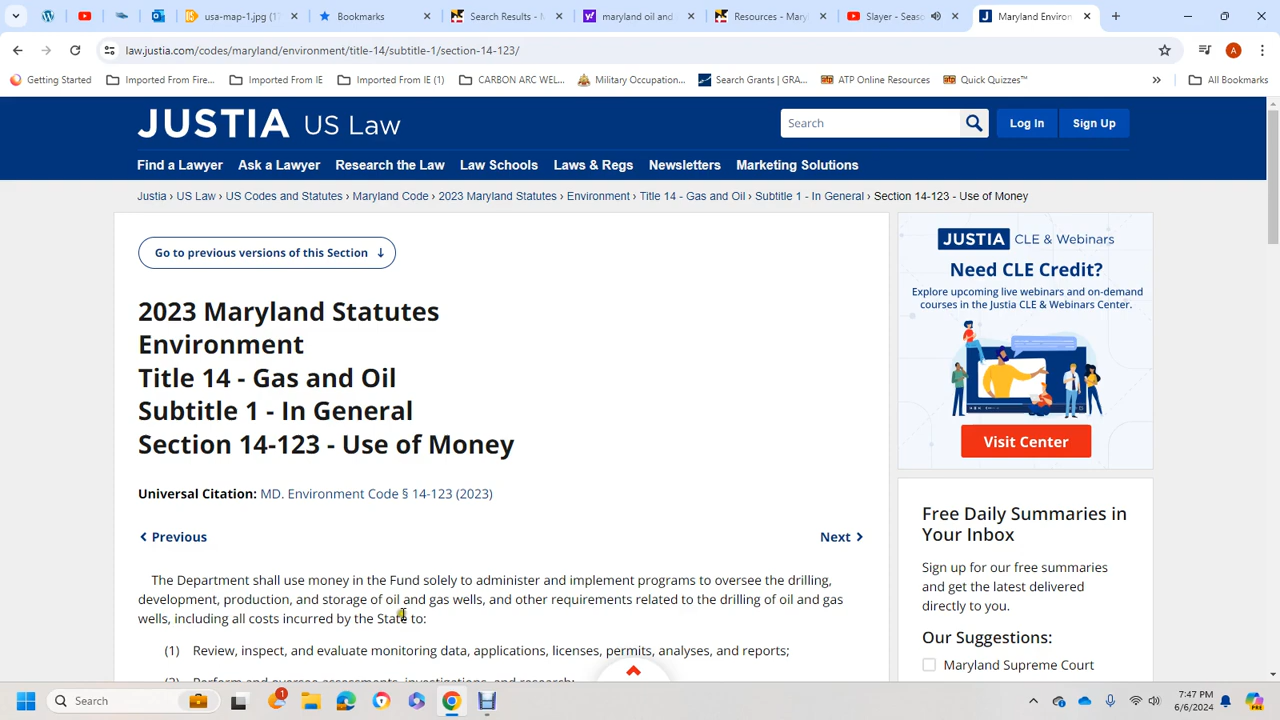 usa-map-1.jpg (
Bookmarks
Search Results - M
maryland oil and
Resources - Mary
Slayer - Seas
Maryland Enviro
law.justia.com/codes/maryland/environment/title-14/subtitle-1/section-14-123/
A
Getting Started
Imported From Fire...
Imported From IE
Imported From IE (1)
CARBON ARC WEL...
Military Occupation...
Search Grants | GRA...
ATP Online Resources
Quick Quizzes™
»
All Bookmarks
JUSTIA US Law
Search
Log In
Sign Up
Find a Lawyer
Ask a Lawyer
Research the Law
Law Schools
Laws & Regs
Newsletters
Marketing Solutions
Justia › US Law › US Codes and Statutes › Maryland Code › 2023 Maryland Statutes › Environment › Title 14 - Gas and Oil › Subtitle 1 - In General › Section 14-123 - Use of Money
Go to previous versions of this Section ↓
2023 Maryland Statutes
Environment
Title 14 - Gas and Oil
Subtitle 1 - In General
Section 14-123 - Use of Money
Universal Citation: MD. Environment Code § 14-123 (2023)
Previous
Next
The Department shall use money in the Fund solely to administer and implement programs to oversee the drilling,
development, production, and storage of oil and gas wells, and other requirements related to the drilling of oil and gas
wells, including all costs incurred by the State to:
(1) Review, inspect, and evaluate monitoring data, applications, licenses, permits, analyses, and reports;
(2) Perform and oversee assessments, investigations, and research;
JUSTIA CLE & Webinars
Need CLE Credit?
Explore upcoming live webinars and on-demand
courses in the Justia CLE & Webinars Center.
Visit Center
Free Daily Summaries in
Your Inbox
Sign up for our free summaries
and get the latest delivered
directly to you.
Our Suggestions:
Maryland Supreme Court
Search
1
7:47 PM
6/6/2024